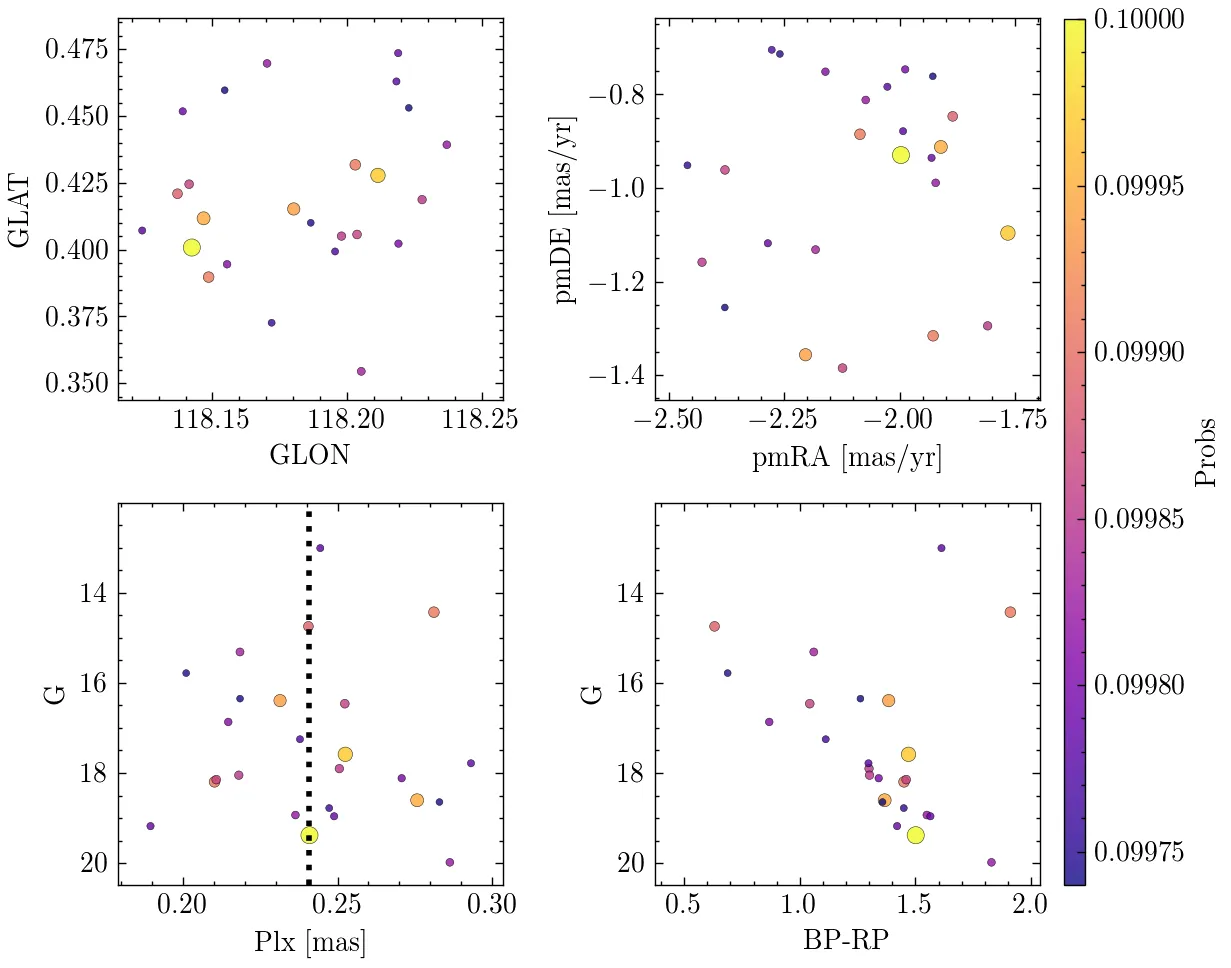 0.475
0.450
0.425
0.400
0.375
0.350
GLAT
118.15 118.20 118.25
GLON
−0.8
−1.0
−1.2
−1.4
pmDE [mas/yr]
−2.50 −2.25 −2.00 −1.75
pmRA [mas/yr]
14
16
18
20
G
0.20 0.25 0.30
Plx [mas]
14
16
18
20
G
0.5 1.0 1.5 2.0
BP-RP
0.10000
0.09995
0.09990
0.09985
0.09980
0.09975
Probs